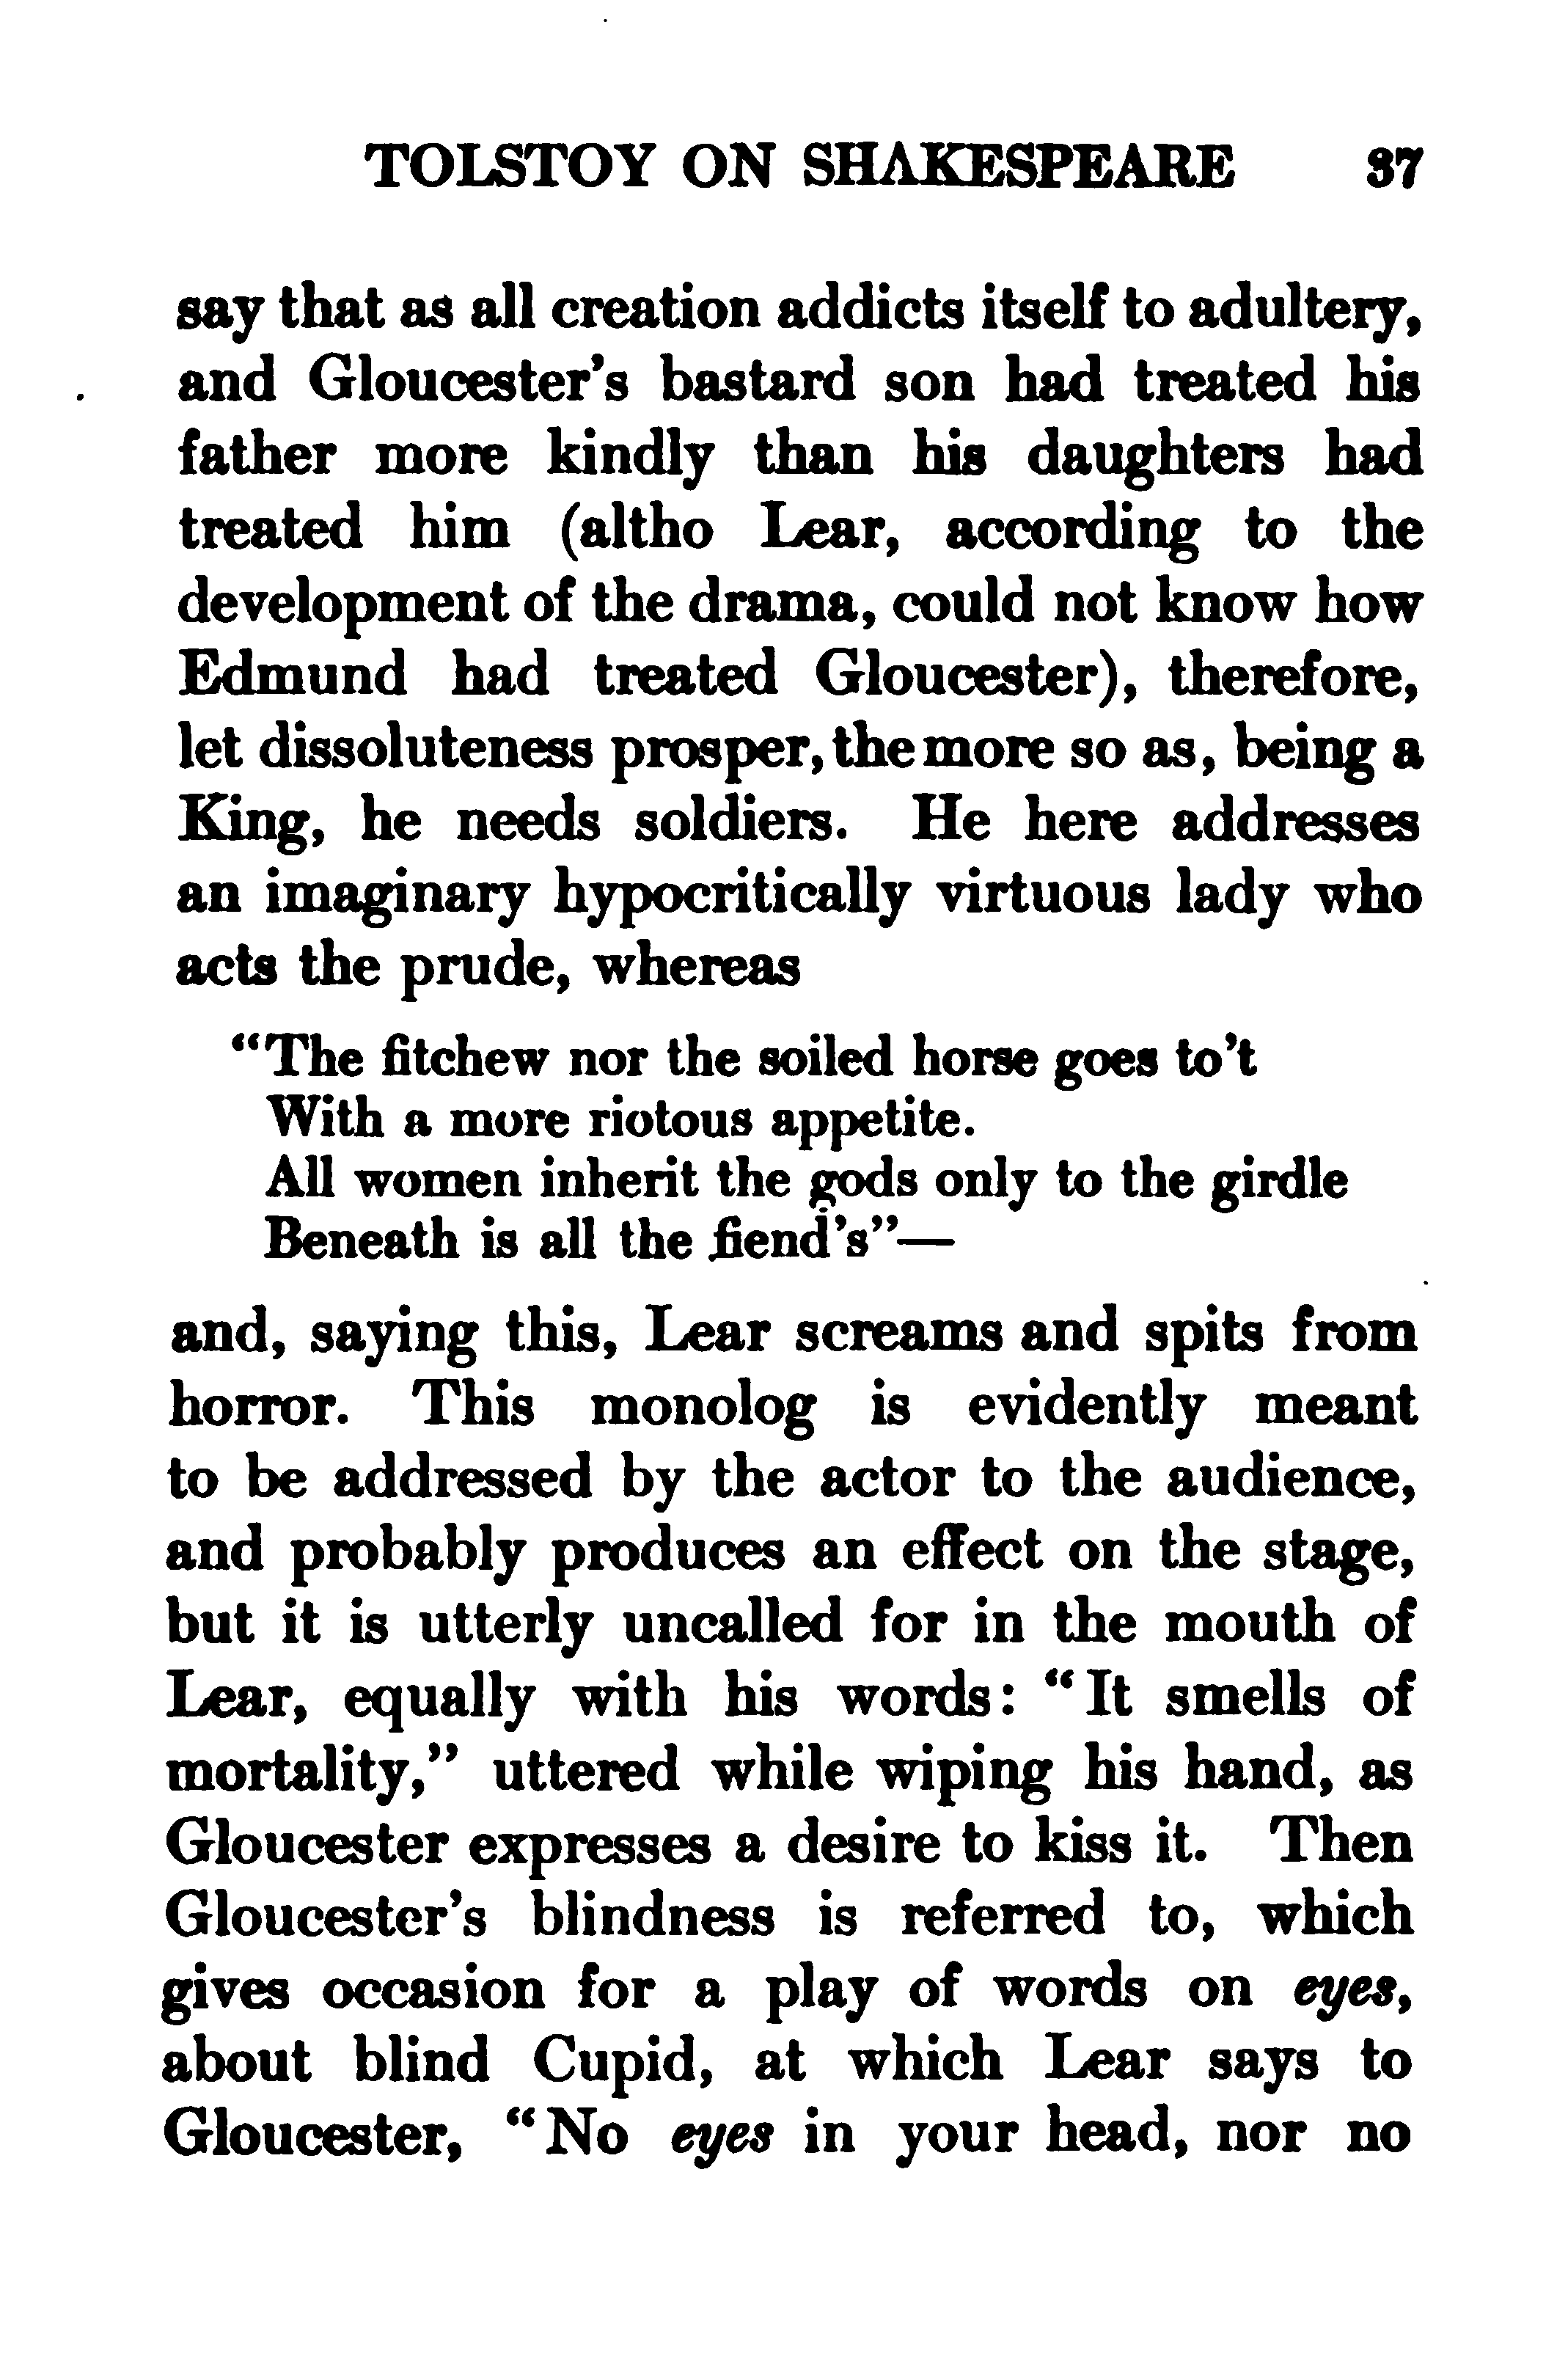 TOLSTOY ON SHAKESPEARE 37
say that as all creation addicts itself to adultery,
and Gloucester's bastard son had treated his
father more kindly than his daughters had
treated him (altho Lear, according to the
development of the drama, could not know how
Edmund had treated Gloucester), therefore,
let dissoluteness prosper, the more so as, being a
King, he needs soldiers. He here addresses
an imaginary hypocritically virtuous lady who
acts the prude, whereas
"The fitchew nor the soiled horse goes to't
With a more riotous appetite.
All women inherit the gods only to the girdle
Beneath is all the fiend's"—
and, saying this, Lear screams and spits from
horror. This monolog is evidently meant
to be addressed by the actor to the audience,
and probably produces an effect on the stage,
but it is utterly uncalled for in the mouth of
Lear, equally with his words: "It smells of
mortality," uttered while wiping his hand, as
Gloucester expresses a desire to kiss it. Then
Gloucester's blindness is referred to, which
gives occasion for a play of words on eyes,
about blind Cupid, at which Lear says to
Gloucester, "No eyes in your head, nor no